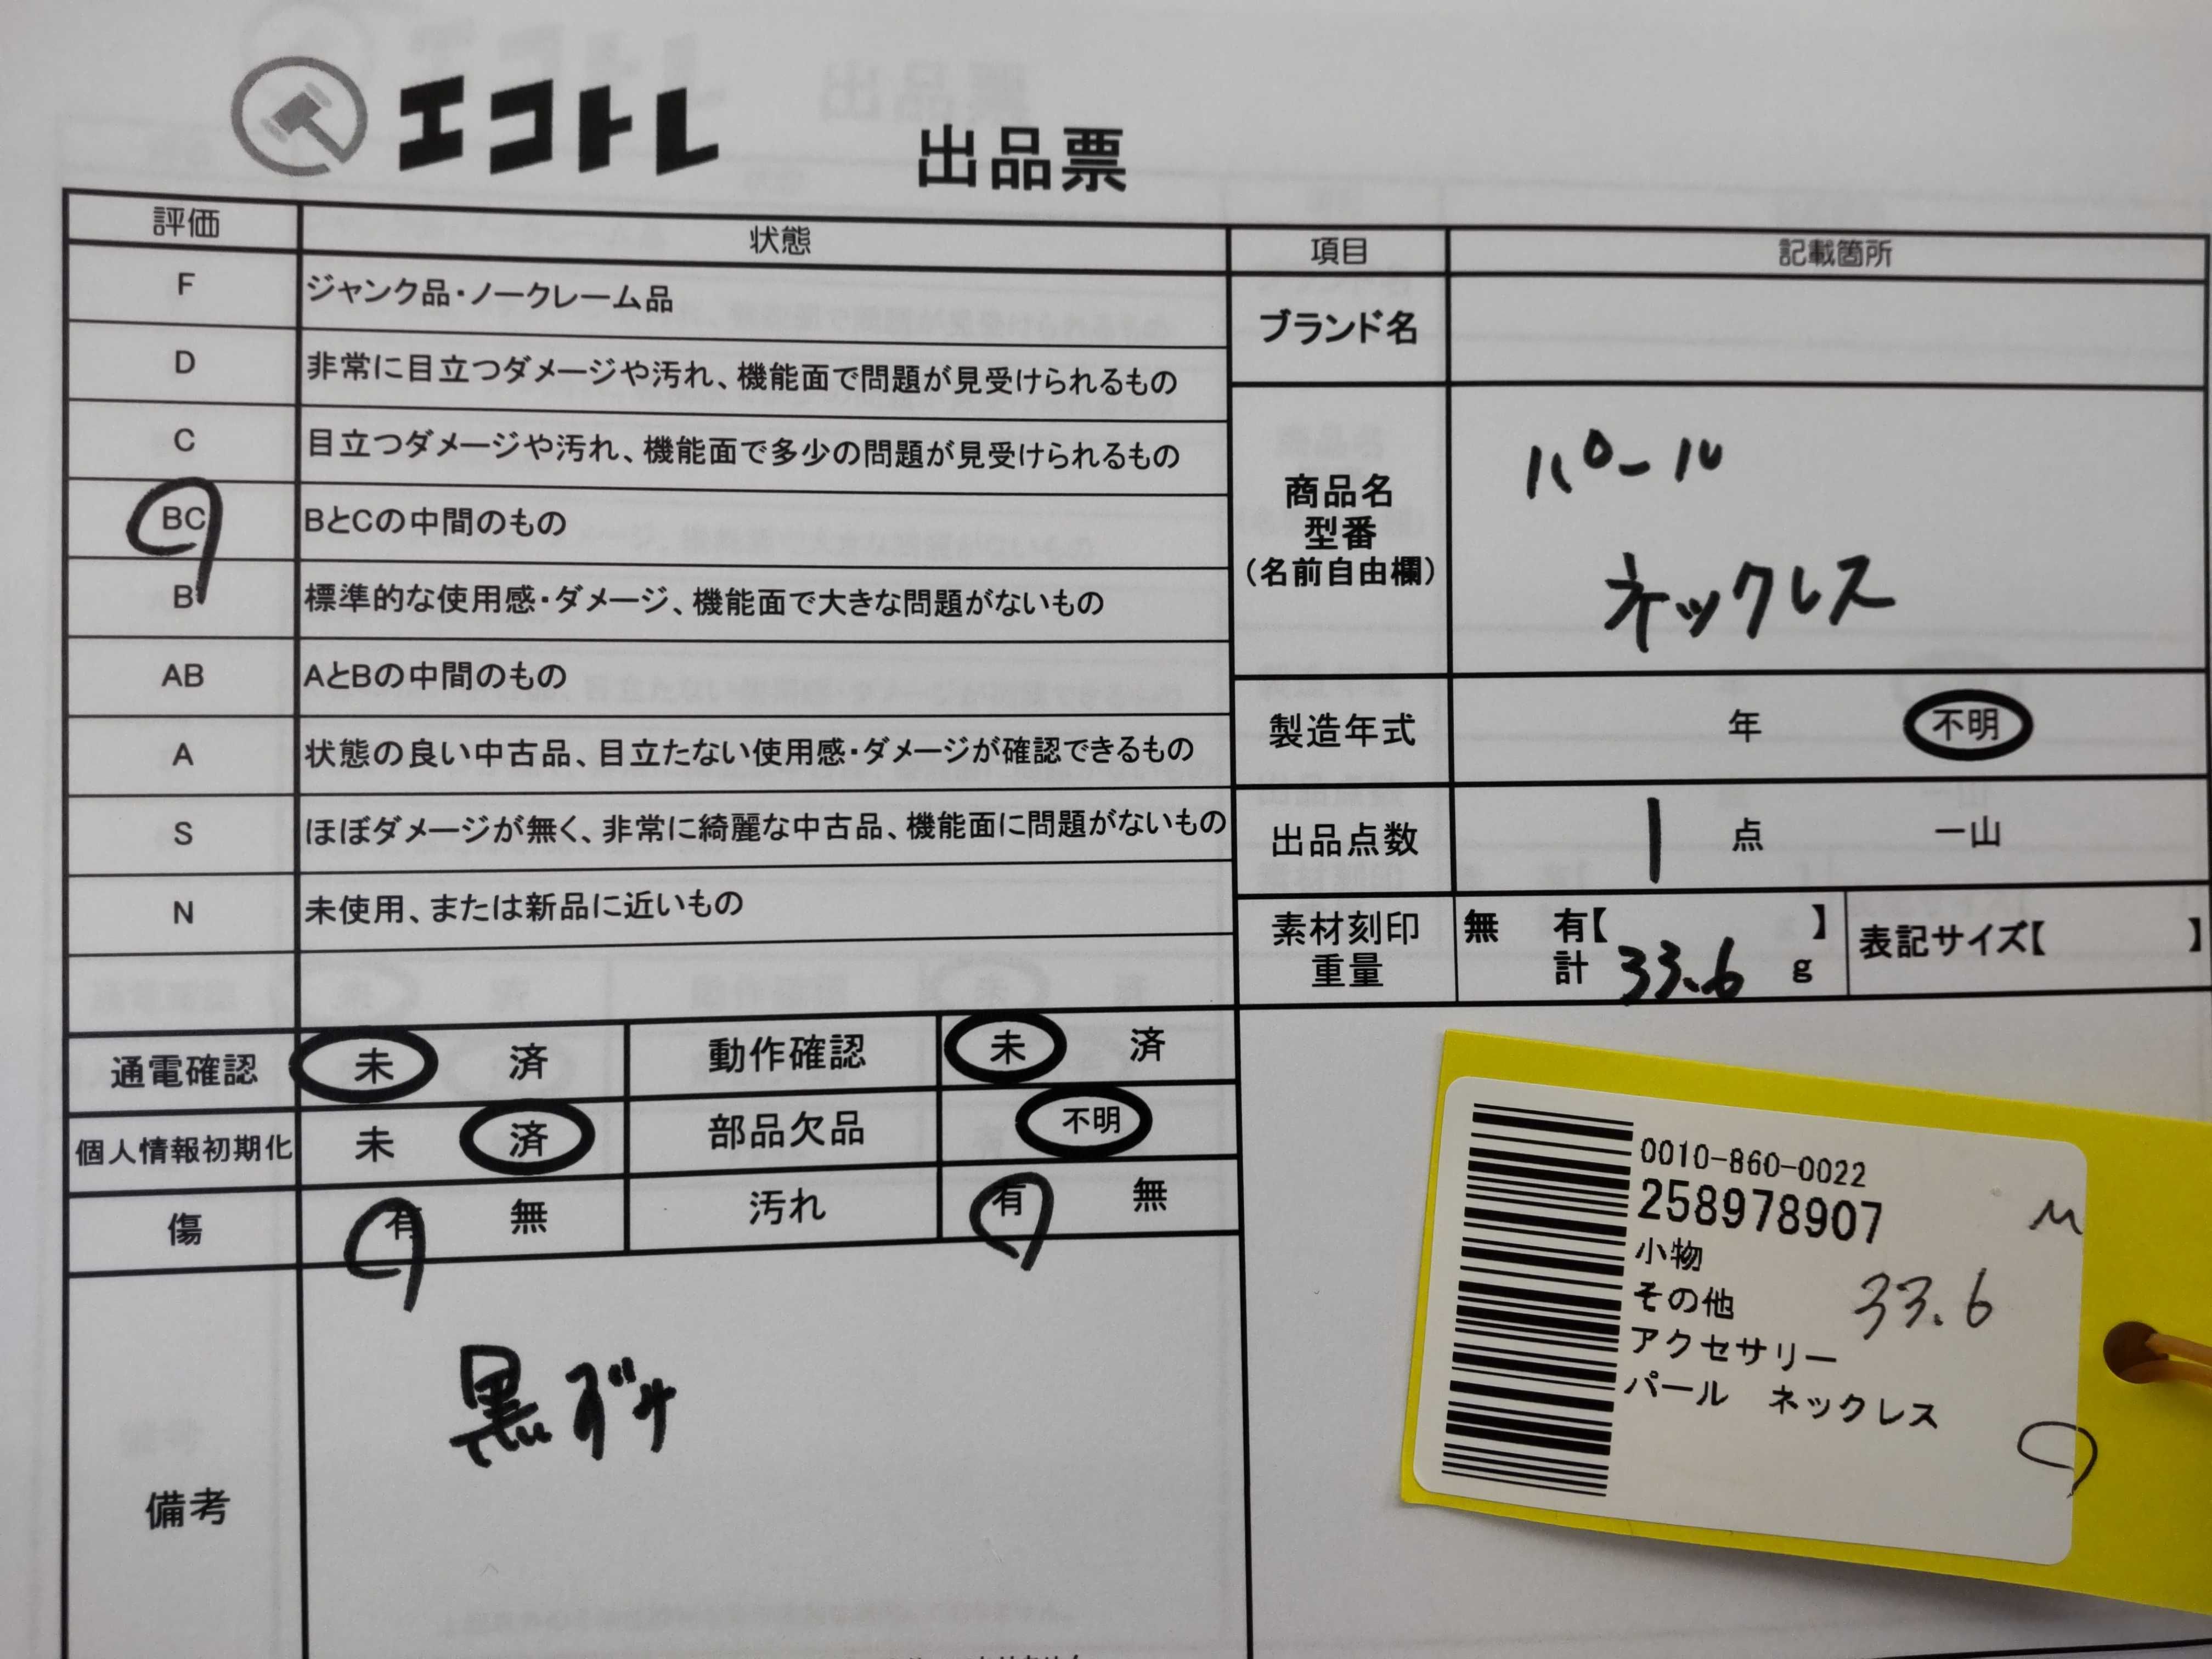 エコトレ 出品票
評価 状態
F ジャンク品・ノークレーム品
D 非常に目立つダメージや汚れ、機能面で問題が見受けられるもの
C 目立つダメージや汚れ、機能面で多少の問題が見受けられるもの
BC BとCの中間のもの
B 標準的な使用感・ダメージ、機能面で大きな問題がないもの
AB AとBの中間のもの
A 状態の良い中古品、目立たない使用感・ダメージが確認できるもの
S ほぼダメージが無く、非常に綺麗な中古品、機能面に問題がないもの
N 未使用、または新品に近いもの
項目 記載箇所
ブランド名
商品名
型番
(名前自由欄)
パール
ネックレス
製造年式 年 不明
出品点数 1 点 一山
素材刻印 無 有【 】
重量 計 33.6 g
表記サイズ【 】
通電確認 未 済 動作確認 未 済
個人情報初期化 未 済 部品欠品 不明
傷 有 無 汚れ 有 無
備考
0010-860-0022
258978907
小物
その他
アクセサリー
パール ネックレス
33.6